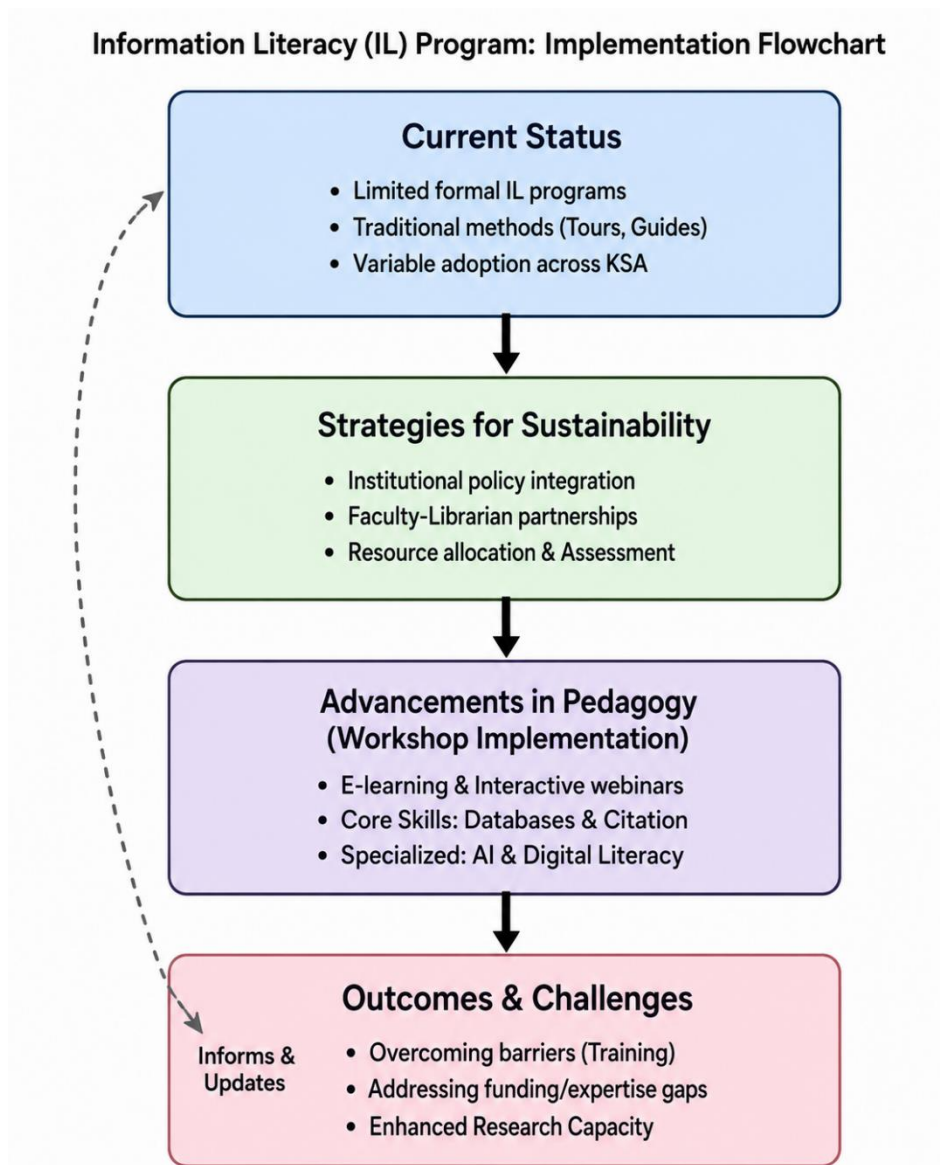 Information Literacy (IL) Program: Implementation Flowchart
Current Status
• Limited formal IL programs
• Traditional methods (Tours, Guides)
• Variable adoption across KSA
Strategies for Sustainability
• Institutional policy integration
• Faculty-Librarian partnerships
• Resource allocation & Assessment
Advancements in Pedagogy
(Workshop Implementation)
• E-learning & Interactive webinars
• Core Skills: Databases & Citation
• Specialized: AI & Digital Literacy
Outcomes & Challenges
Informs &
Updates
• Overcoming barriers (Training)
• Addressing funding/expertise gaps
• Enhanced Research Capacity